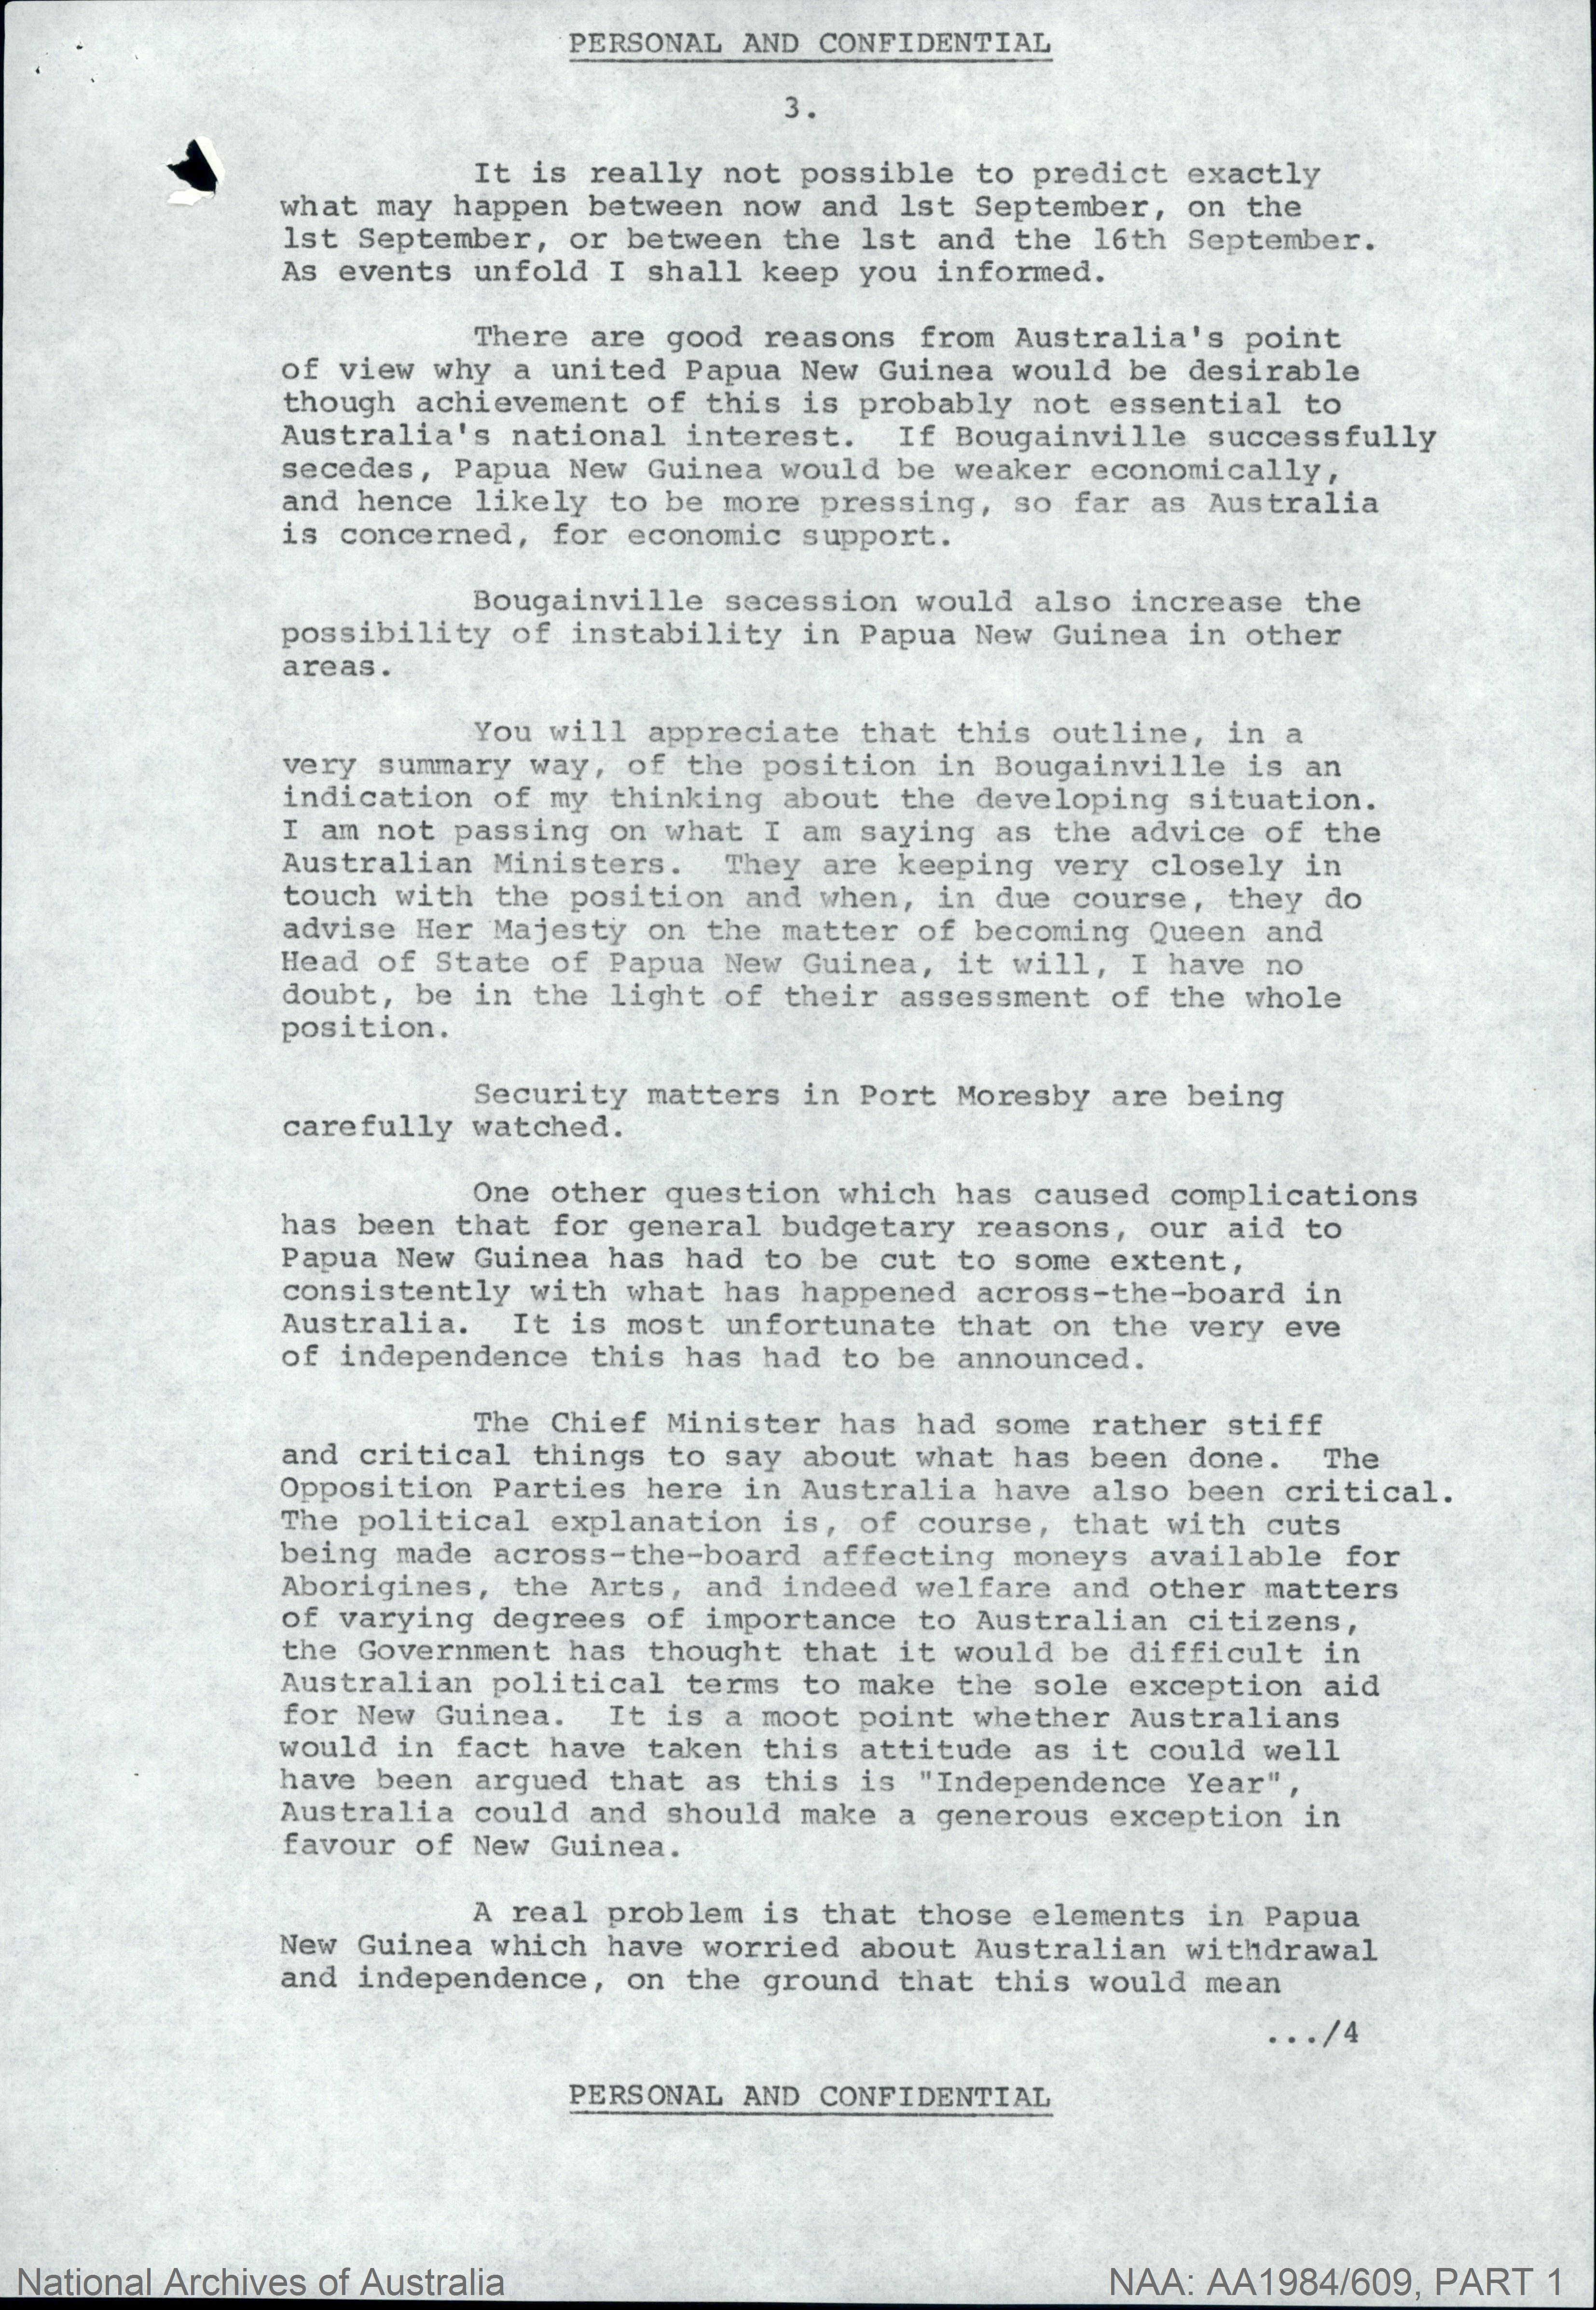 PERSONAL AND CONFIDENTIAL
3.
It is really not possible to predict exactly
what may happen between now and 1st September, on the
1st September, or between the 1st and the 16th September.
As events unfold I shall keep you informed.
There are good reasons from Australia's point
of view why a united Papua New Guinea would be desirable
though achievement of this is probably not essential to
Australia's national interest. If Bougainville successfully
secedes, Papua New Guinea would be weaker economically,
and hence likely to be more pressing, so far as Australia
is concerned, for economic support.
Bougainville secession would also increase the
possibility of instability in Papua New Guinea in other
areas.
You will appreciate that this outline, in a
very summary way, of the position in Bougainville is an
indication of my thinking about the developing situation.
I am not passing on what I am saying as the advice of the
Australian Ministers. They are keeping very closely in
touch with the position and when, in due course, they do
advise Her Majesty on the matter of becoming Queen and
Head of State of Papua New Guinea, it will, I have no
doubt, be in the light of their assessment of the whole
position.
Security matters in Port Moresby are being
carefully watched.
One other question which has caused complications
has been that for general budgetary reasons, our aid to
Papua New Guinea has had to be cut to some extent,
consistently with what has happened across-the-board in
Australia. It is most unfortunate that on the very eve
of independence this has had to be announced.
The Chief Minister has had some rather stiff
and critical things to say about what has been done. The
Opposition Parties here in Australia have also been critical.
The political explanation is, of course, that with cuts
being made across-the-board affecting moneys available for
Aborigines, the Arts, and indeed welfare and other matters
of varying degrees of importance to Australian citizens,
the Government has thought that it would be difficult in
Australian political terms to make the sole exception aid
for New Guinea. It is a moot point whether Australians
would in fact have taken this attitude as it could well
have been argued that as this is "Independence Year",
Australia could and should make a generous exception in
favour of New Guinea.
A real problem is that those elements in Papua
New Guinea which have worried about Australian withdrawal
and independence, on the ground that this would mean
.../4
PERSONAL AND CONFIDENTIAL
National Archives of Australia
NAA: AA1984/609, PART 1